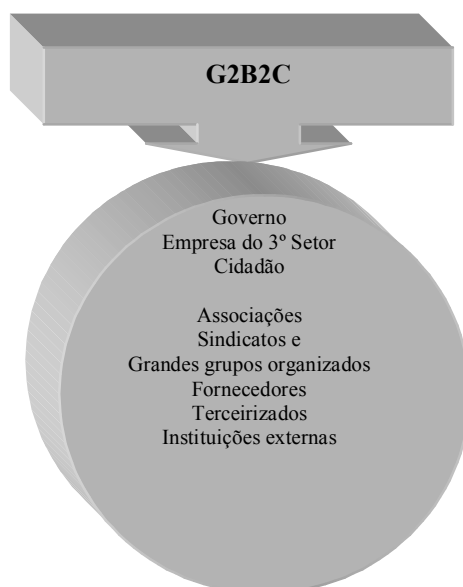 G2B2C
Governo
Empresa do 3º Setor
Cidadão
Associações
Sindicatos e
Grandes grupos organizados
Fornecedores
Terceirizados
Instituições externas